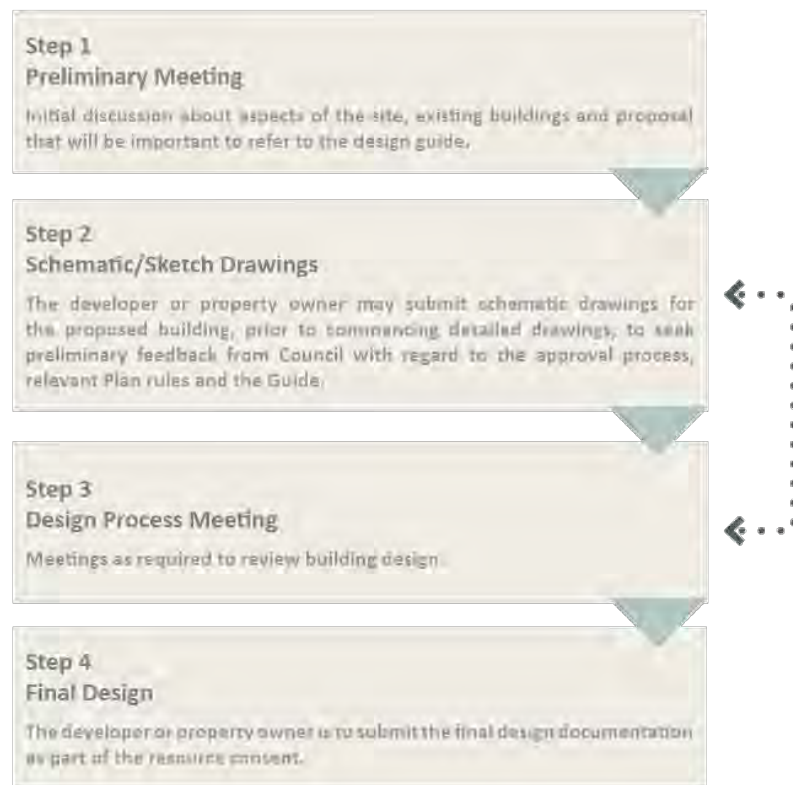 Step 1
Preliminary Meeting
Initial discussion about aspects of the site, existing buildings and proposal
that will be important to refer to the design guide.
Step 2
Schematic/Sketch Drawings
The developer or property owner may submit schematic drawings for
the proposed building, prior to commencing detailed drawings, to seek
preliminary feedback from Council with regard to the approval process,
relevant Plan rules and the Guide.
Step 3
Design Process Meeting
Meetings as required to review building design.
Step 4
Final Design
The developer or property owner is to submit the final design documentation
as part of the resource consent.